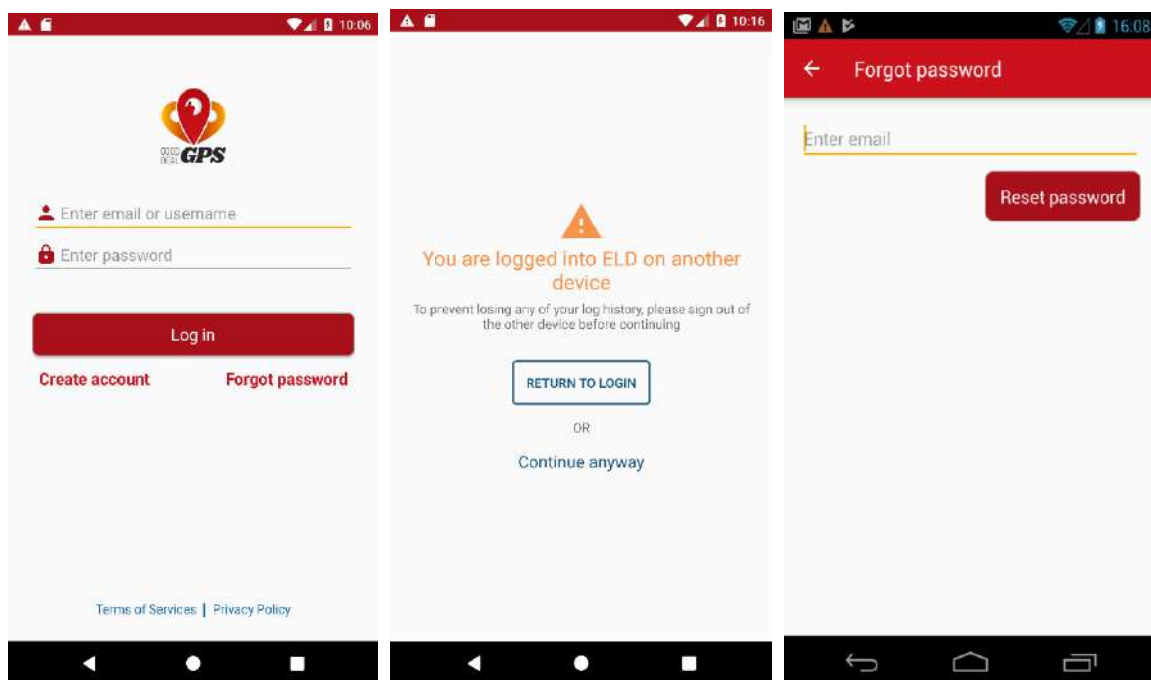 10:06
GOOD DEAL GPS
Enter email or username
Enter password
Log in
Create account
Forgot password
Terms of Services | Privacy Policy
10:16
You are logged into ELD on another
device
To prevent losing any of your log history, please sign out of
the other device before continuing
RETURN TO LOGIN
OR
Continue anyway
16:08
Forgot password
Enter email
Reset password